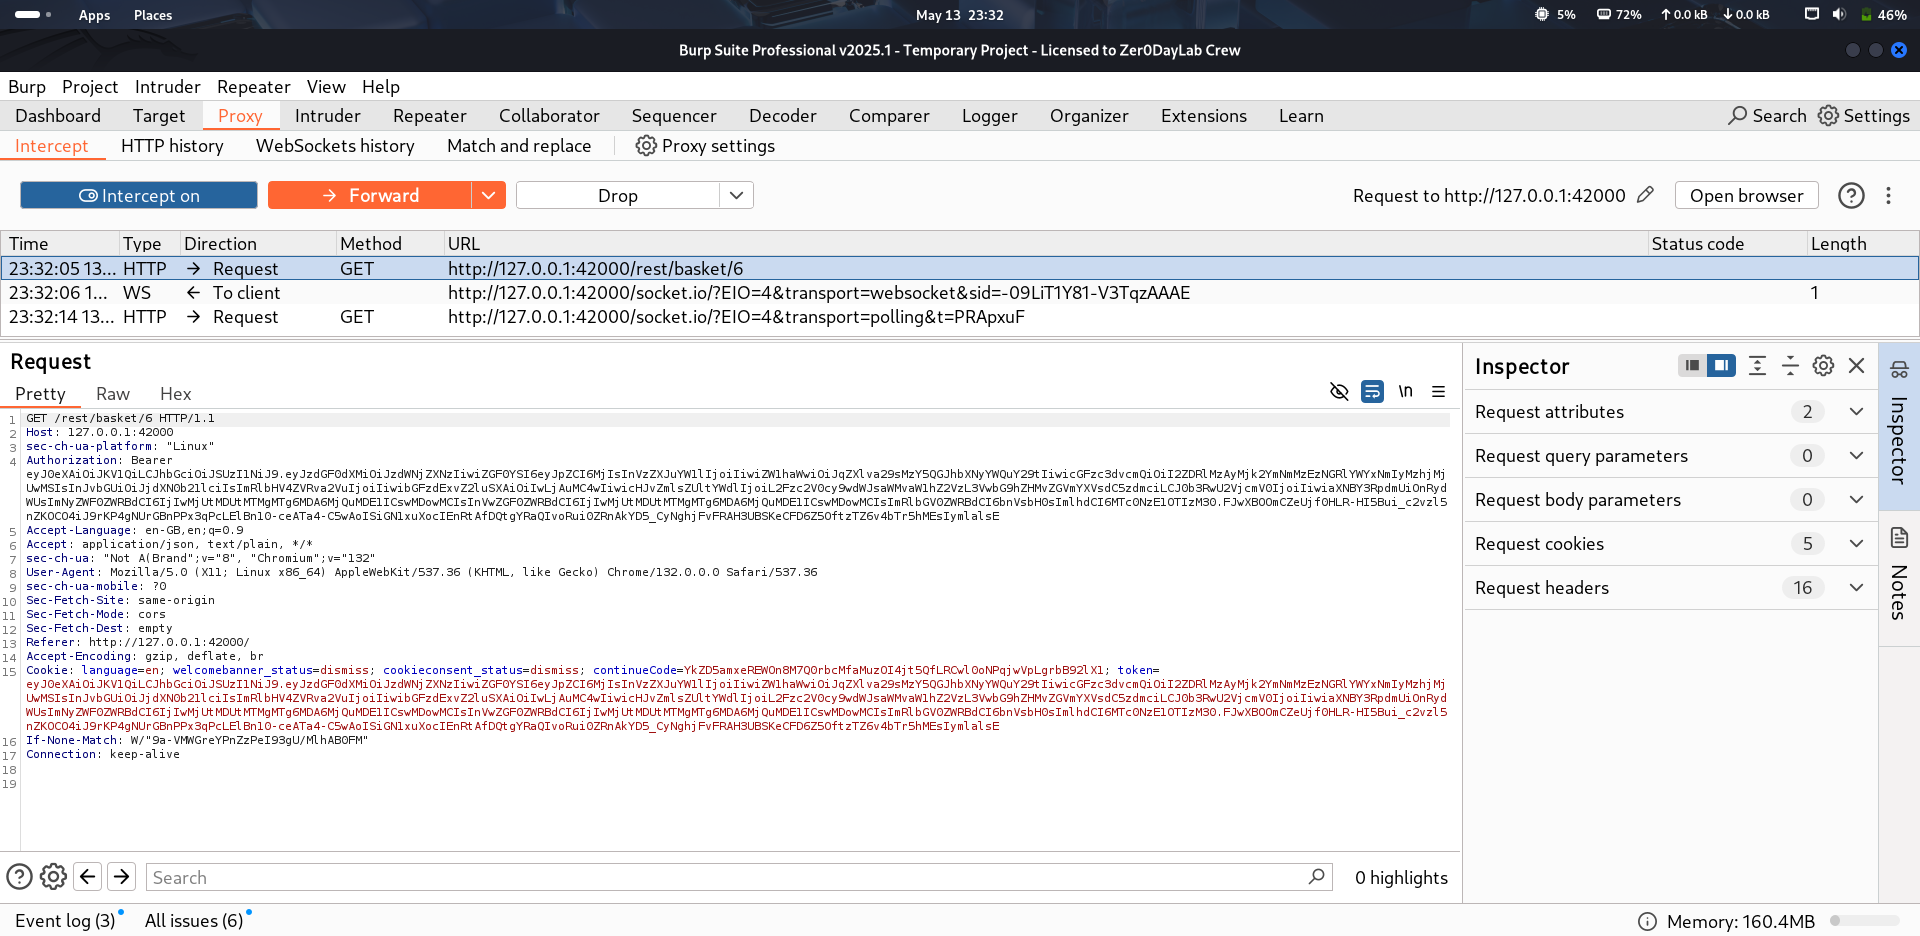 Apps Places May 13 23:32 5% 72% ↑0.0 kB ↓0.0 kB 46%
Burp Suite Professional v2025.1 - Temporary Project - Licensed to Zer0DayLab Crew
Burp Project Intruder Repeater View Help
Dashboard Target Proxy Intruder Repeater Collaborator Sequencer Decoder Comparer Logger Organizer Extensions Learn Search Settings
Intercept HTTP history WebSockets history Match and replace Proxy settings
Intercept on → Forward Drop Request to http://127.0.0.1:42000 Open browser
Time Type Direction Method URL Status code Length
23:32:05 13... HTTP → Request GET http://127.0.0.1:42000/rest/basket/6
23:32:06 1... WS ← To client http://127.0.0.1:42000/socket.io/?EIO=4&transport=websocket&sid=-09LiT1Y81-V3TqzAAAE 1
23:32:14 13... HTTP → Request GET http://127.0.0.1:42000/socket.io/?EIO=4&transport=polling&t=PRApxuF
Request
Pretty Raw Hex \n
1 GET /rest/basket/6 HTTP/1.1
2 Host: 127.0.0.1:42000
3 sec-ch-ua-platform: "Linux"
4 Authorization: Bearer
5 Accept-Language: en-GB,en;q=0.9
6 Accept: application/json, text/plain, */*
7 sec-ch-ua: "Not A(Brand";v="8", "Chromium";v="132"
8 User-Agent: Mozilla/5.0 (X11; Linux x86_64) AppleWebKit/537.36 (KHTML, like Gecko) Chrome/132.0.0.0 Safari/537.36
9 sec-ch-ua-mobile: ?0
10 Sec-Fetch-Site: same-origin
11 Sec-Fetch-Mode: cors
12 Sec-Fetch-Dest: empty
13 Referer: http://127.0.0.1:42000/
14 Accept-Encoding: gzip, deflate, br
15 Cookie: language=en; welcomebanner_status=dismiss; cookieconsent_status=dismiss; continueCode= token=
16 If-None-Match: W/"9a-VMWGreYPnZzPeI93gU/MlhAB0FM"
17 Connection: keep-alive
18
19
Inspector
Request attributes 2
Request query parameters 0
Request body parameters 0
Request cookies 5
Request headers 16
Inspector
Notes
Search 0 highlights
Event log (3) All issues (6) Memory: 160.4MB